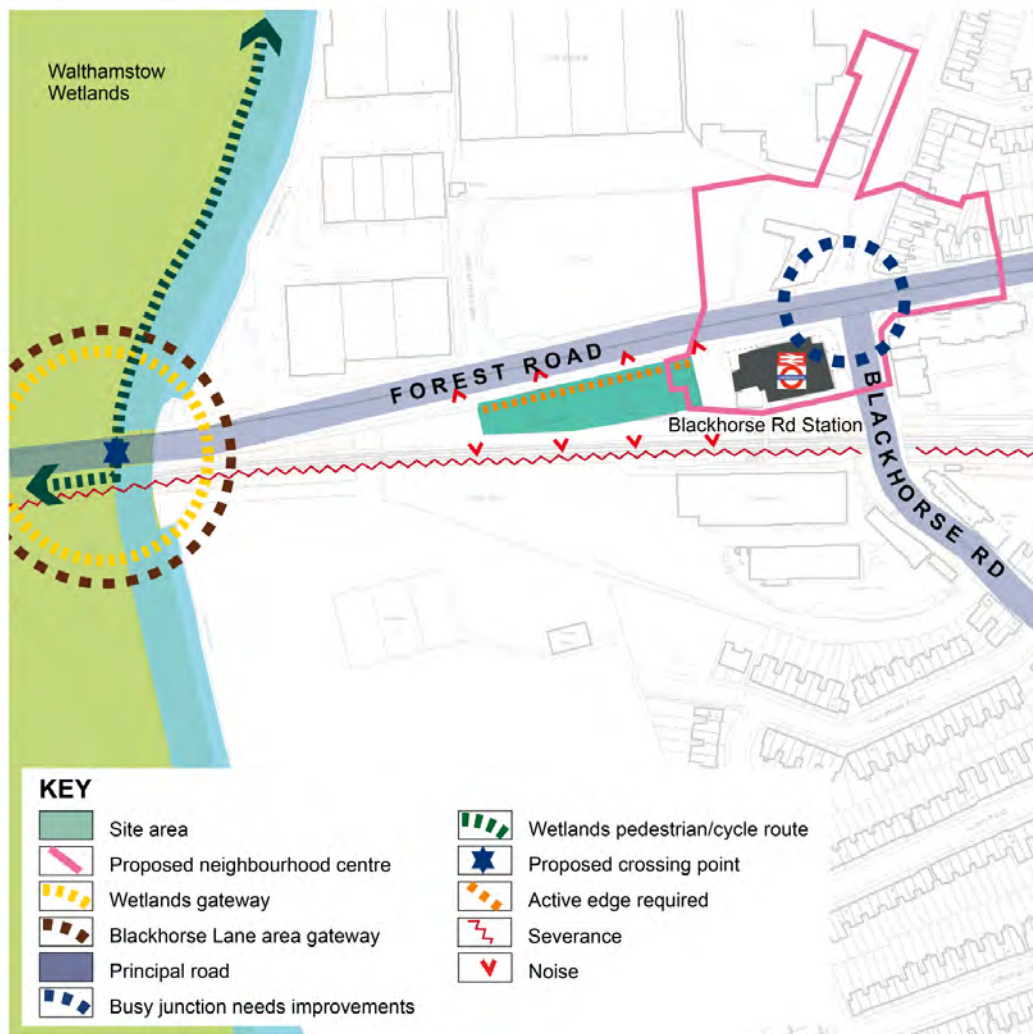 Walthamstow
Wetlands
FOREST ROAD
Blackhorse Rd Station
BLACKHORSE RD
KEY
Site area
Proposed neighbourhood centre
Wetlands gateway
Blackhorse Lane area gateway
Principal road
Busy junction needs improvements
Wetlands pedestrian/cycle route
Proposed crossing point
Active edge required
Severance
Noise